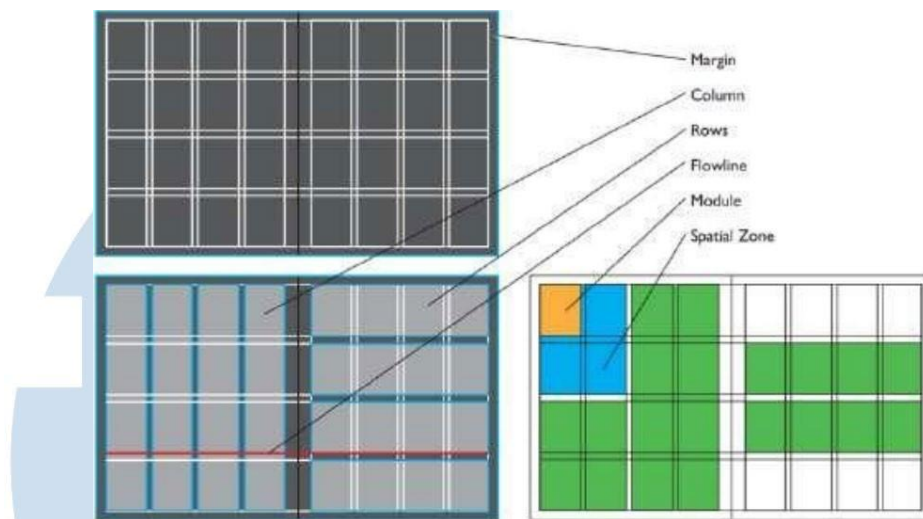 Margin
Column
Rows
Flowline
Module
Spatial Zone